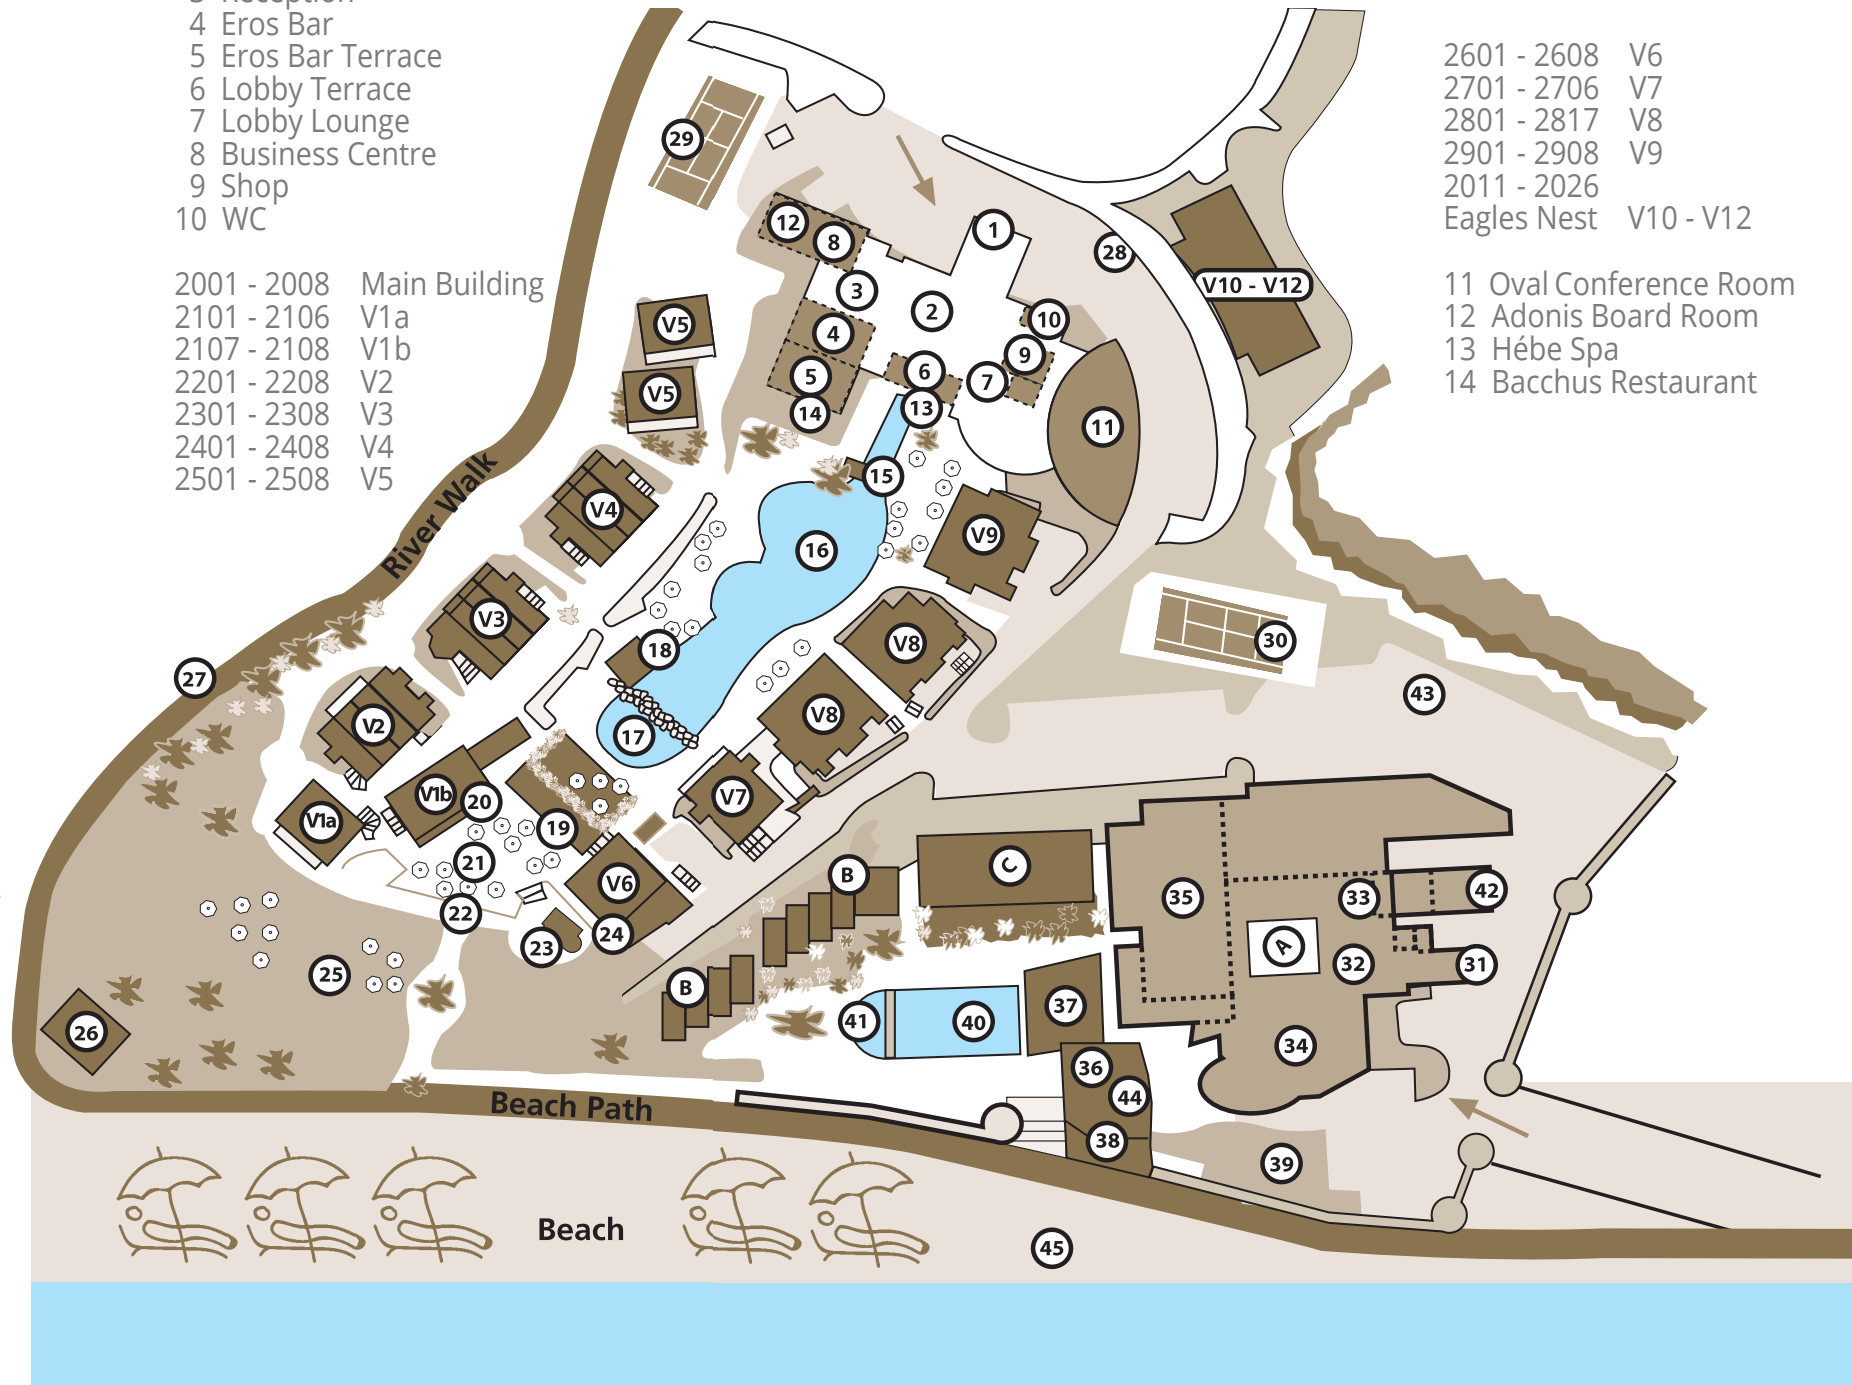 3 Reception
4 Eros Bar
5 Eros Bar Terrace
6 Lobby Terrace
7 Lobby Lounge
8 Business Centre
9 Shop
10 WC
2001 - 2008 Main Building
2101 - 2106 V1a
2107 - 2108 V1b
2201 - 2208 V2
2301 - 2308 V3
2401 - 2408 V4
2501 - 2508 V5
2601 - 2608 V6
2701 - 2706 V7
2801 - 2817 V8
2901 - 2908 V9
2011 - 2026
Eagles Nest V10 - V12
11 Oval Conference Room
12 Adonis Board Room
13 Hébe Spa
14 Bacchus Restaurant
29
12
8
1
28
V10 - V12
3
2
10
V5
4
9
6
7
5
V5
13
14
11
15
V4
River Walk
V9
16
V3
30
V8
18
27
43
V8
V2
17
V7
V1b
20
V1a
19
21
C
B
V6
42
35
33
22
24
23
A
32
31
25
B
41
40
37
26
34
36
44
Beach Path
38
39
Beach
45